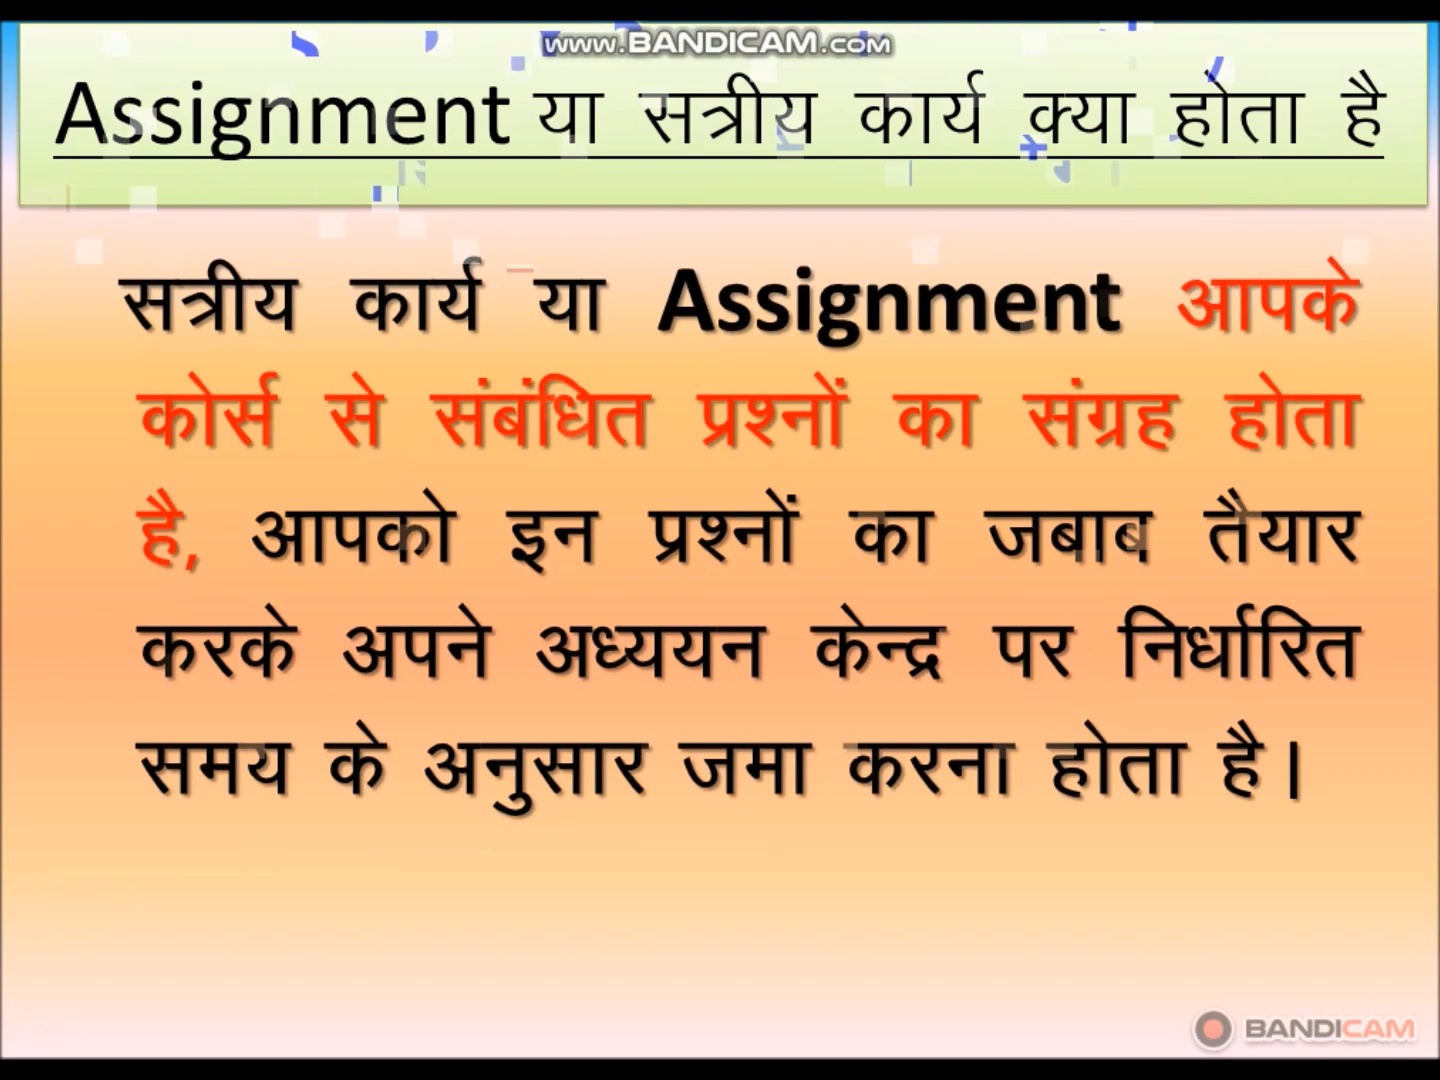 www.BANDICAM.com
Assignment या सत्रीय कार्य क्या होता है
सत्रीय कार्य या Assignment आपके
कोर्स से संबंधित प्रश्नों का संग्रह होता
है, आपको इन प्रश्नों का जबाब तैयार
करके अपने अध्ययन केन्द्र पर निर्धारित
समय के अनुसार जमा करना होता है।
BANDICAM